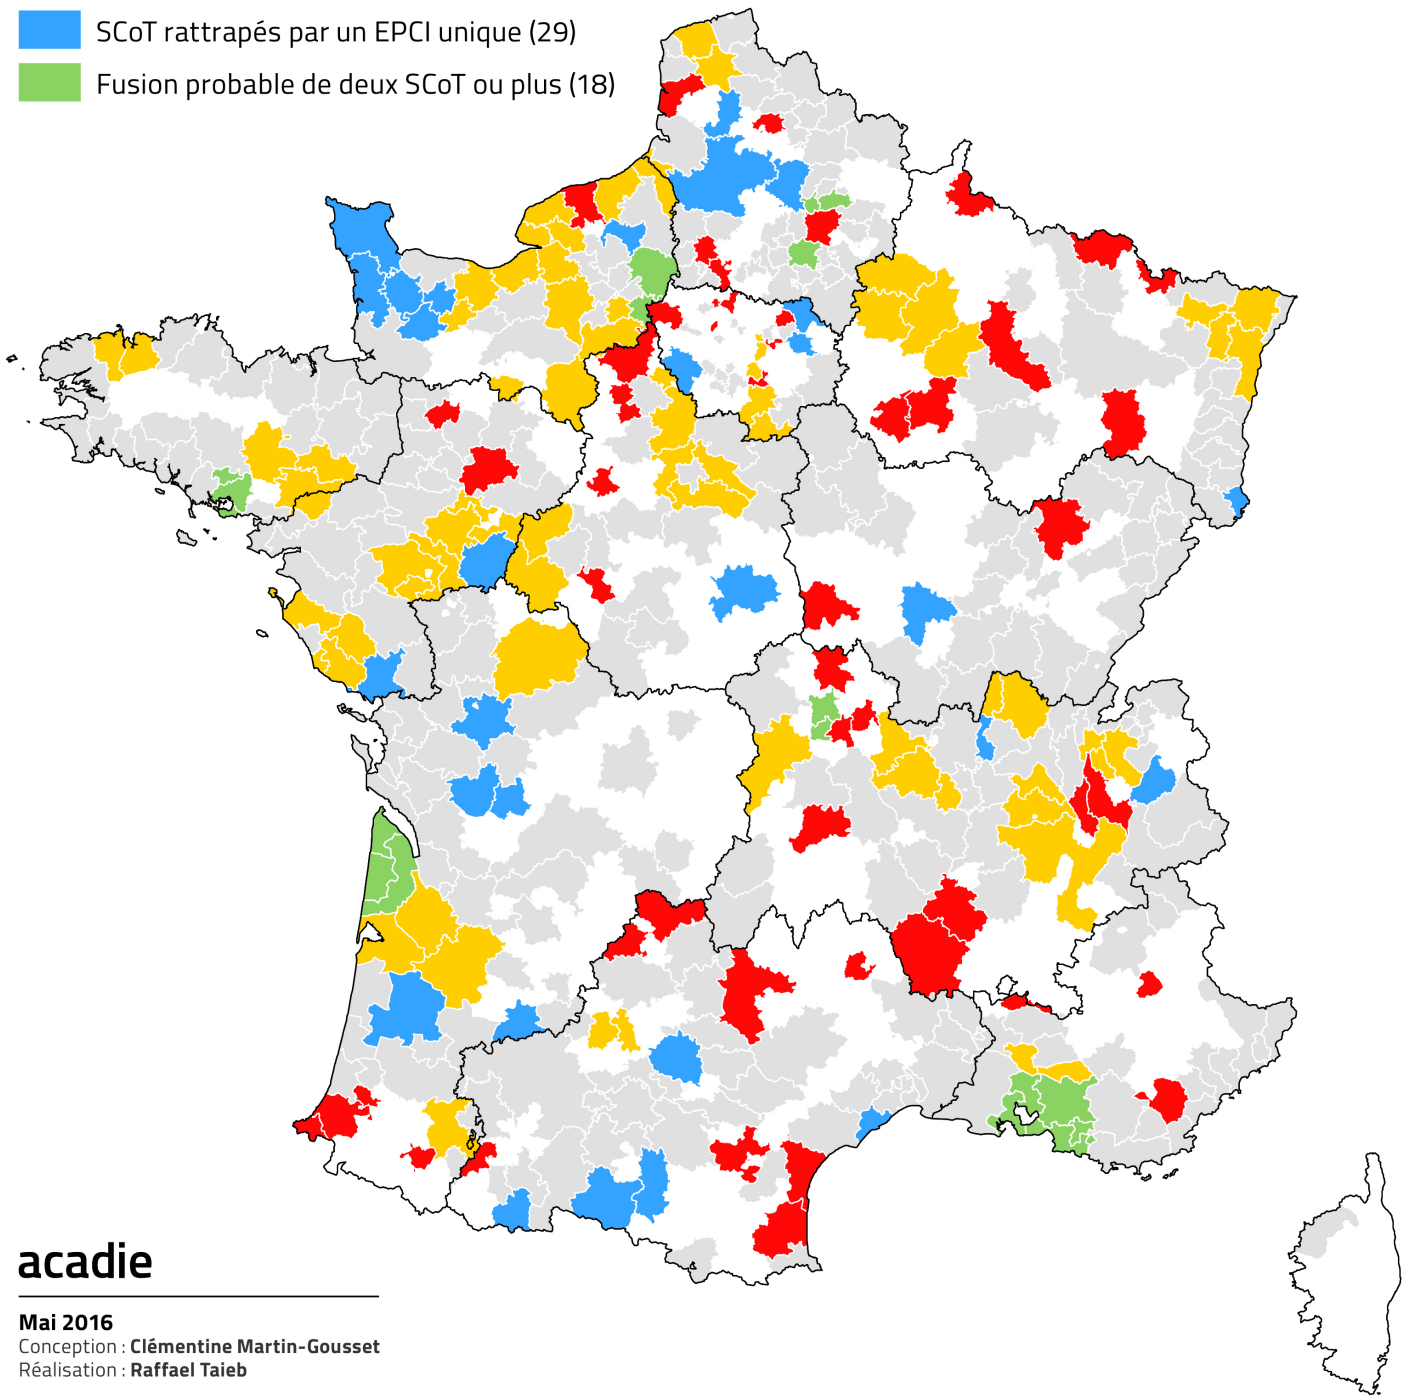 SCoT rattrapés par un EPCI unique (29)
Fusion probable de deux SCoT ou plus (18)
acadie
Mai 2016
Conception : Clémentine Martin-Gousset
Réalisation : Raffael Taieb